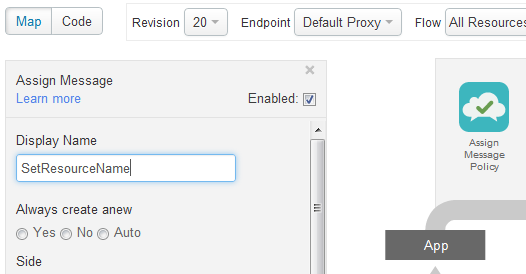 Map Code Revision 20 Endpoint Default Proxy Flow All Resources
Assign Message
Learn more Enabled:
Display Name
SetResourceName
Always create anew
Yes No Auto
Side
Assign
Message
Policy
App